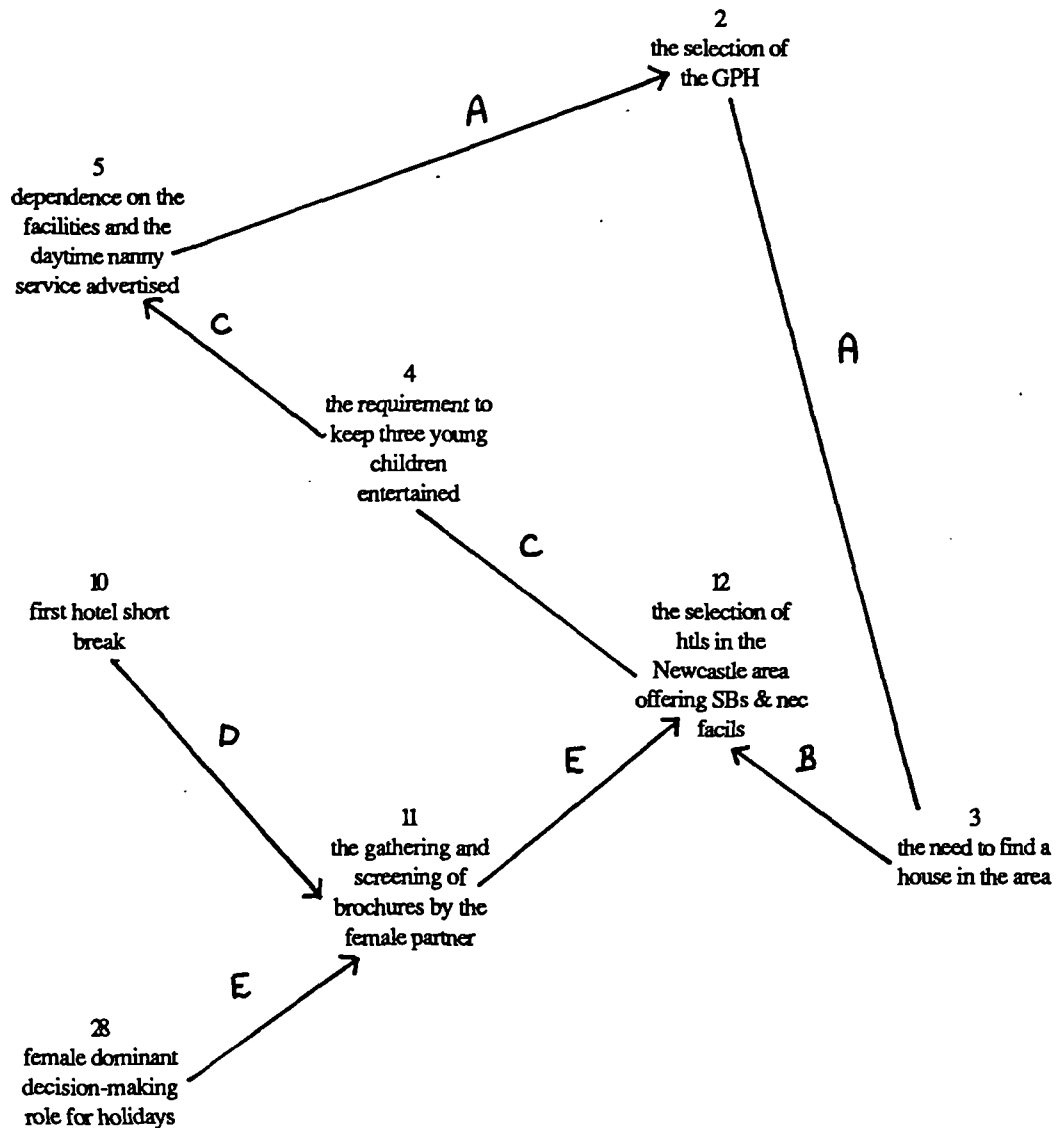 2
the selection of
the GPH
A
5
dependence on the
facilities and the
daytime nanny
service advertised
A
C
4
the requirement to
keep three young
children
entertained
C
10
first hotel short
break
12
the selection of
htls in the
Newcastle area
offering SBs & nec
facils
D
E
B
11
the gathering and
screening of
brochures by the
female partner
3
the need to find a
house in the area
E
28
female dominant
decision-making
role for holidays